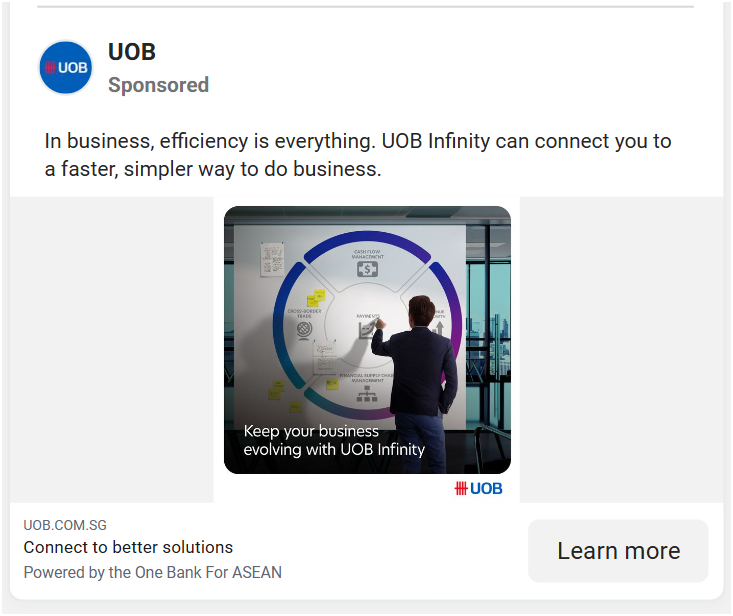 UOB
UOB
Sponsored
In business, efficiency is everything. UOB Infinity can connect you to
a faster, simpler way to do business.
CASH FLOW
MANAGEMENT
$
CROSS-BORDER
TRADE
PAYMENTS
FINANCIAL SUPPLY CHAIN
MANAGEMENT
Keep your business
evolving with UOB Infinity
UOB
UOB.COM.SG
Connect to better solutions
Powered by the One Bank For ASEAN
Learn more